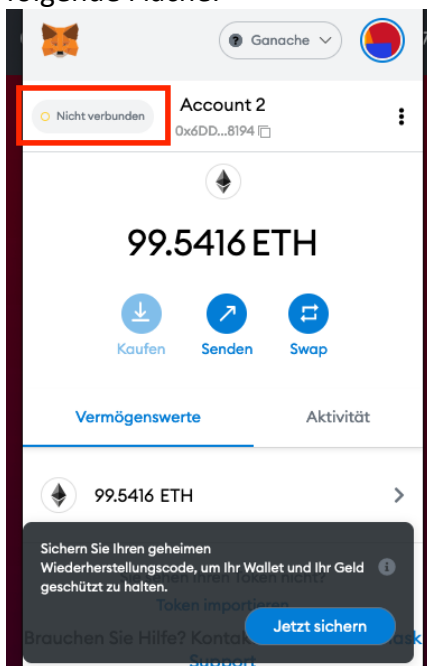 Ganache
Nicht verbunden
Account 2
0x6DD...8194
99.5416 ETH
Kaufen Senden Swap
Vermögenswerte Aktivität
99.5416 ETH
Sichern Sie Ihren geheimen
Wiederherstellungscode, um Ihr Wallet und Ihr Geld
geschützt zu halten.
Token importieren
Jetzt sichern
Brauchen Sie Hilfe?
Support